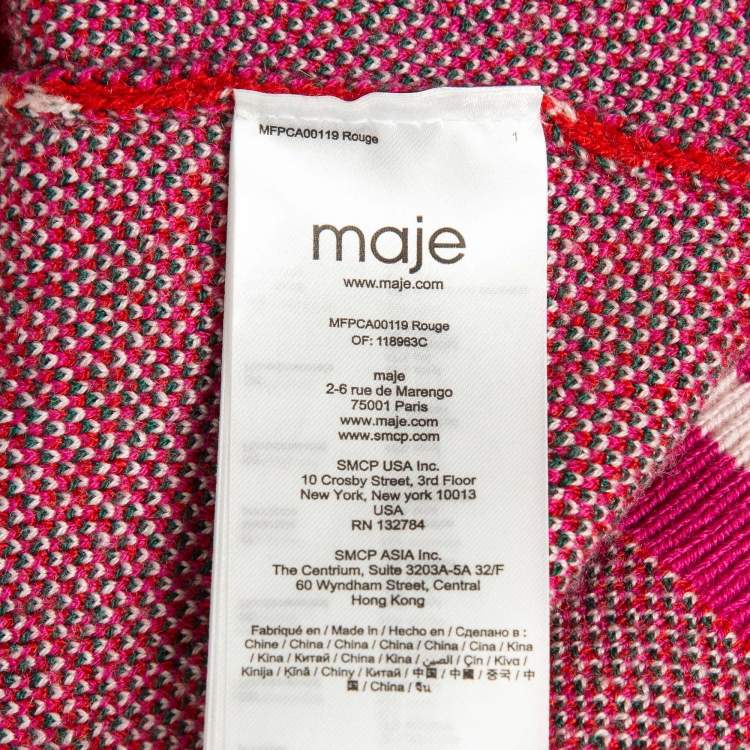 MFPCA00119 Rouge 1
maje
www.maje.com
MFPCA00119 Rouge
OF: 118963C
maje
2-6 rue de Marengo
75001 Paris
www.maje.com
www.smcp.com
SMCP USA Inc.
10 Crosby Street, 3rd Floor
New York, New york 10013
USA
RN 132784
SMCP ASIA Inc.
The Centrium, Suite 3203A-5A 32/F
60 Wyndham Street, Central
Hong Kong
Fabriqué en / Made in / Hecho en / Сделано в :
Chine / China / China / China / China / Cina / Kina
/ Kina / Китай / China / Kína / الصين / Çin / Kiva /
Kinija / Ķīnā / Chiny / Китай / 中国 / 中國 / 중국 / 中
国 / China / จีน